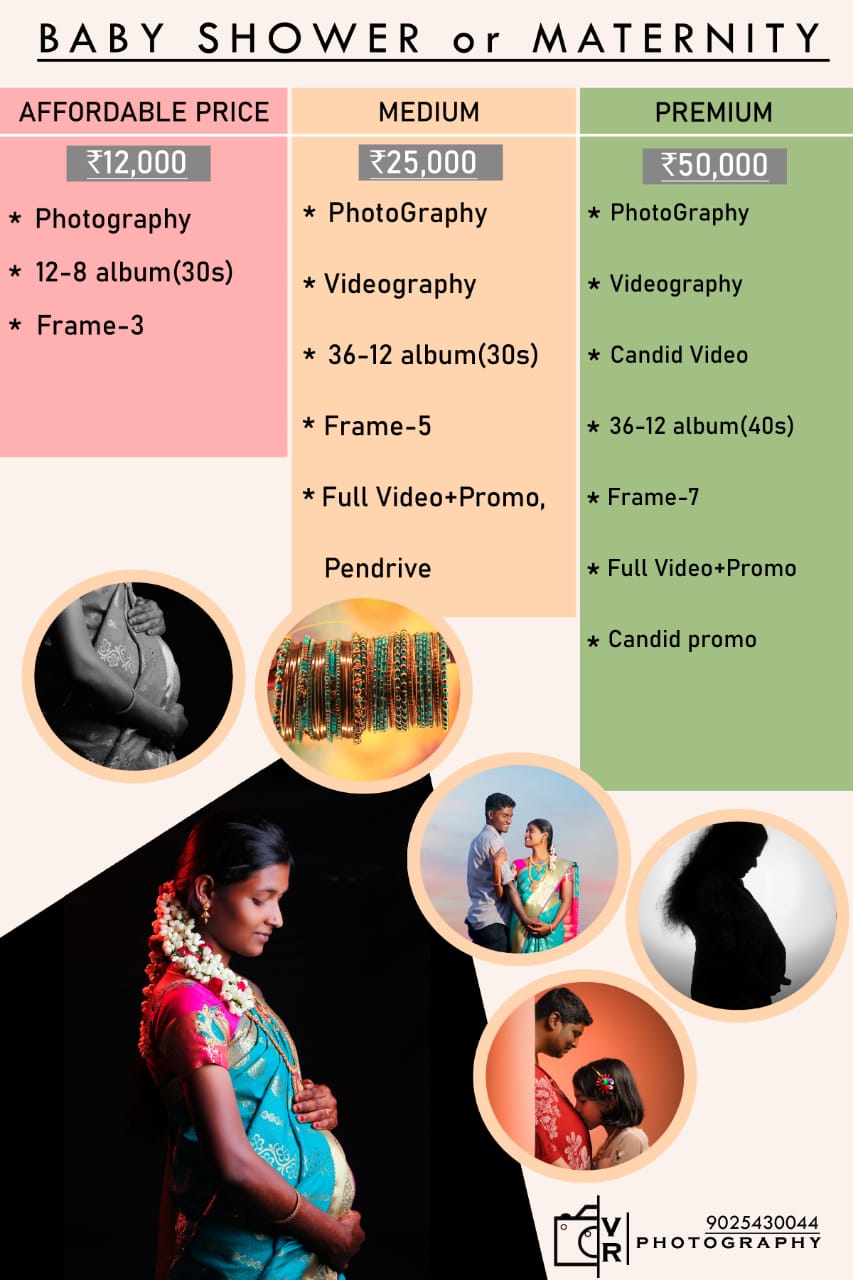 BABY SHOWER or MATERNITY
AFFORDABLE PRICE
₹12,000
* Photography
* 12-8 album(30s)
* Frame-3
MEDIUM
₹25,000
* PhotoGraphy
* Videography
* 36-12 album(30s)
* Frame-5
* Full Video+Promo,
Pendrive
PREMIUM
₹50,000
* PhotoGraphy
* Videography
* Candid Video
* 36-12 album(40s)
* Frame-7
* Full Video+Promo
* Candid promo
VR
9025430044
PHOTOGRAPHY